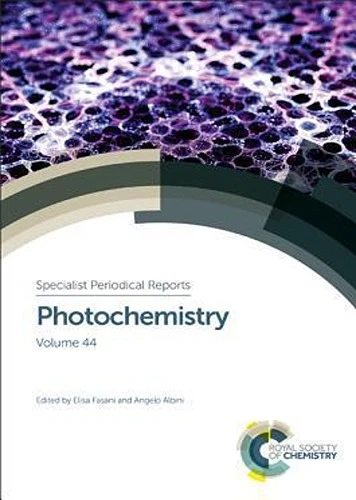 Specialist Periodical Reports
Photochemistry
Volume 44
Edited by Elisa Fasani and Angelo Albini
ROYAL SOCIETY
OF CHEMISTRY